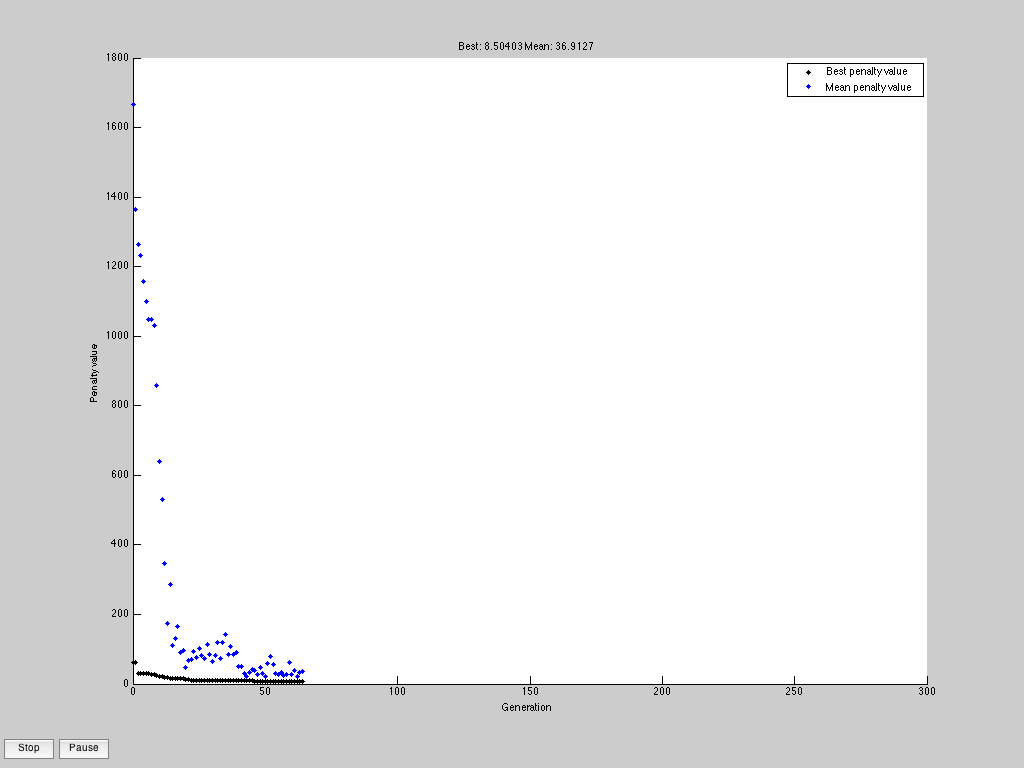 Best: 8.50403 Mean: 36.9127
1800
1600
1400
1200
1000
800
600
400
200
0
Penalty value
Best penalty value
Mean penalty value
0 50 100 150 200 250 300
Generation
Stop Pause